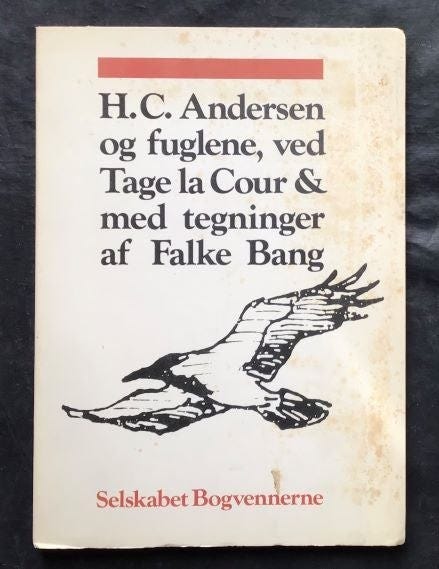 H.C. Andersen
og fuglene, ved
Tage la Cour &
med tegninger
af Falke Bang
Selskabet Bogvennerne